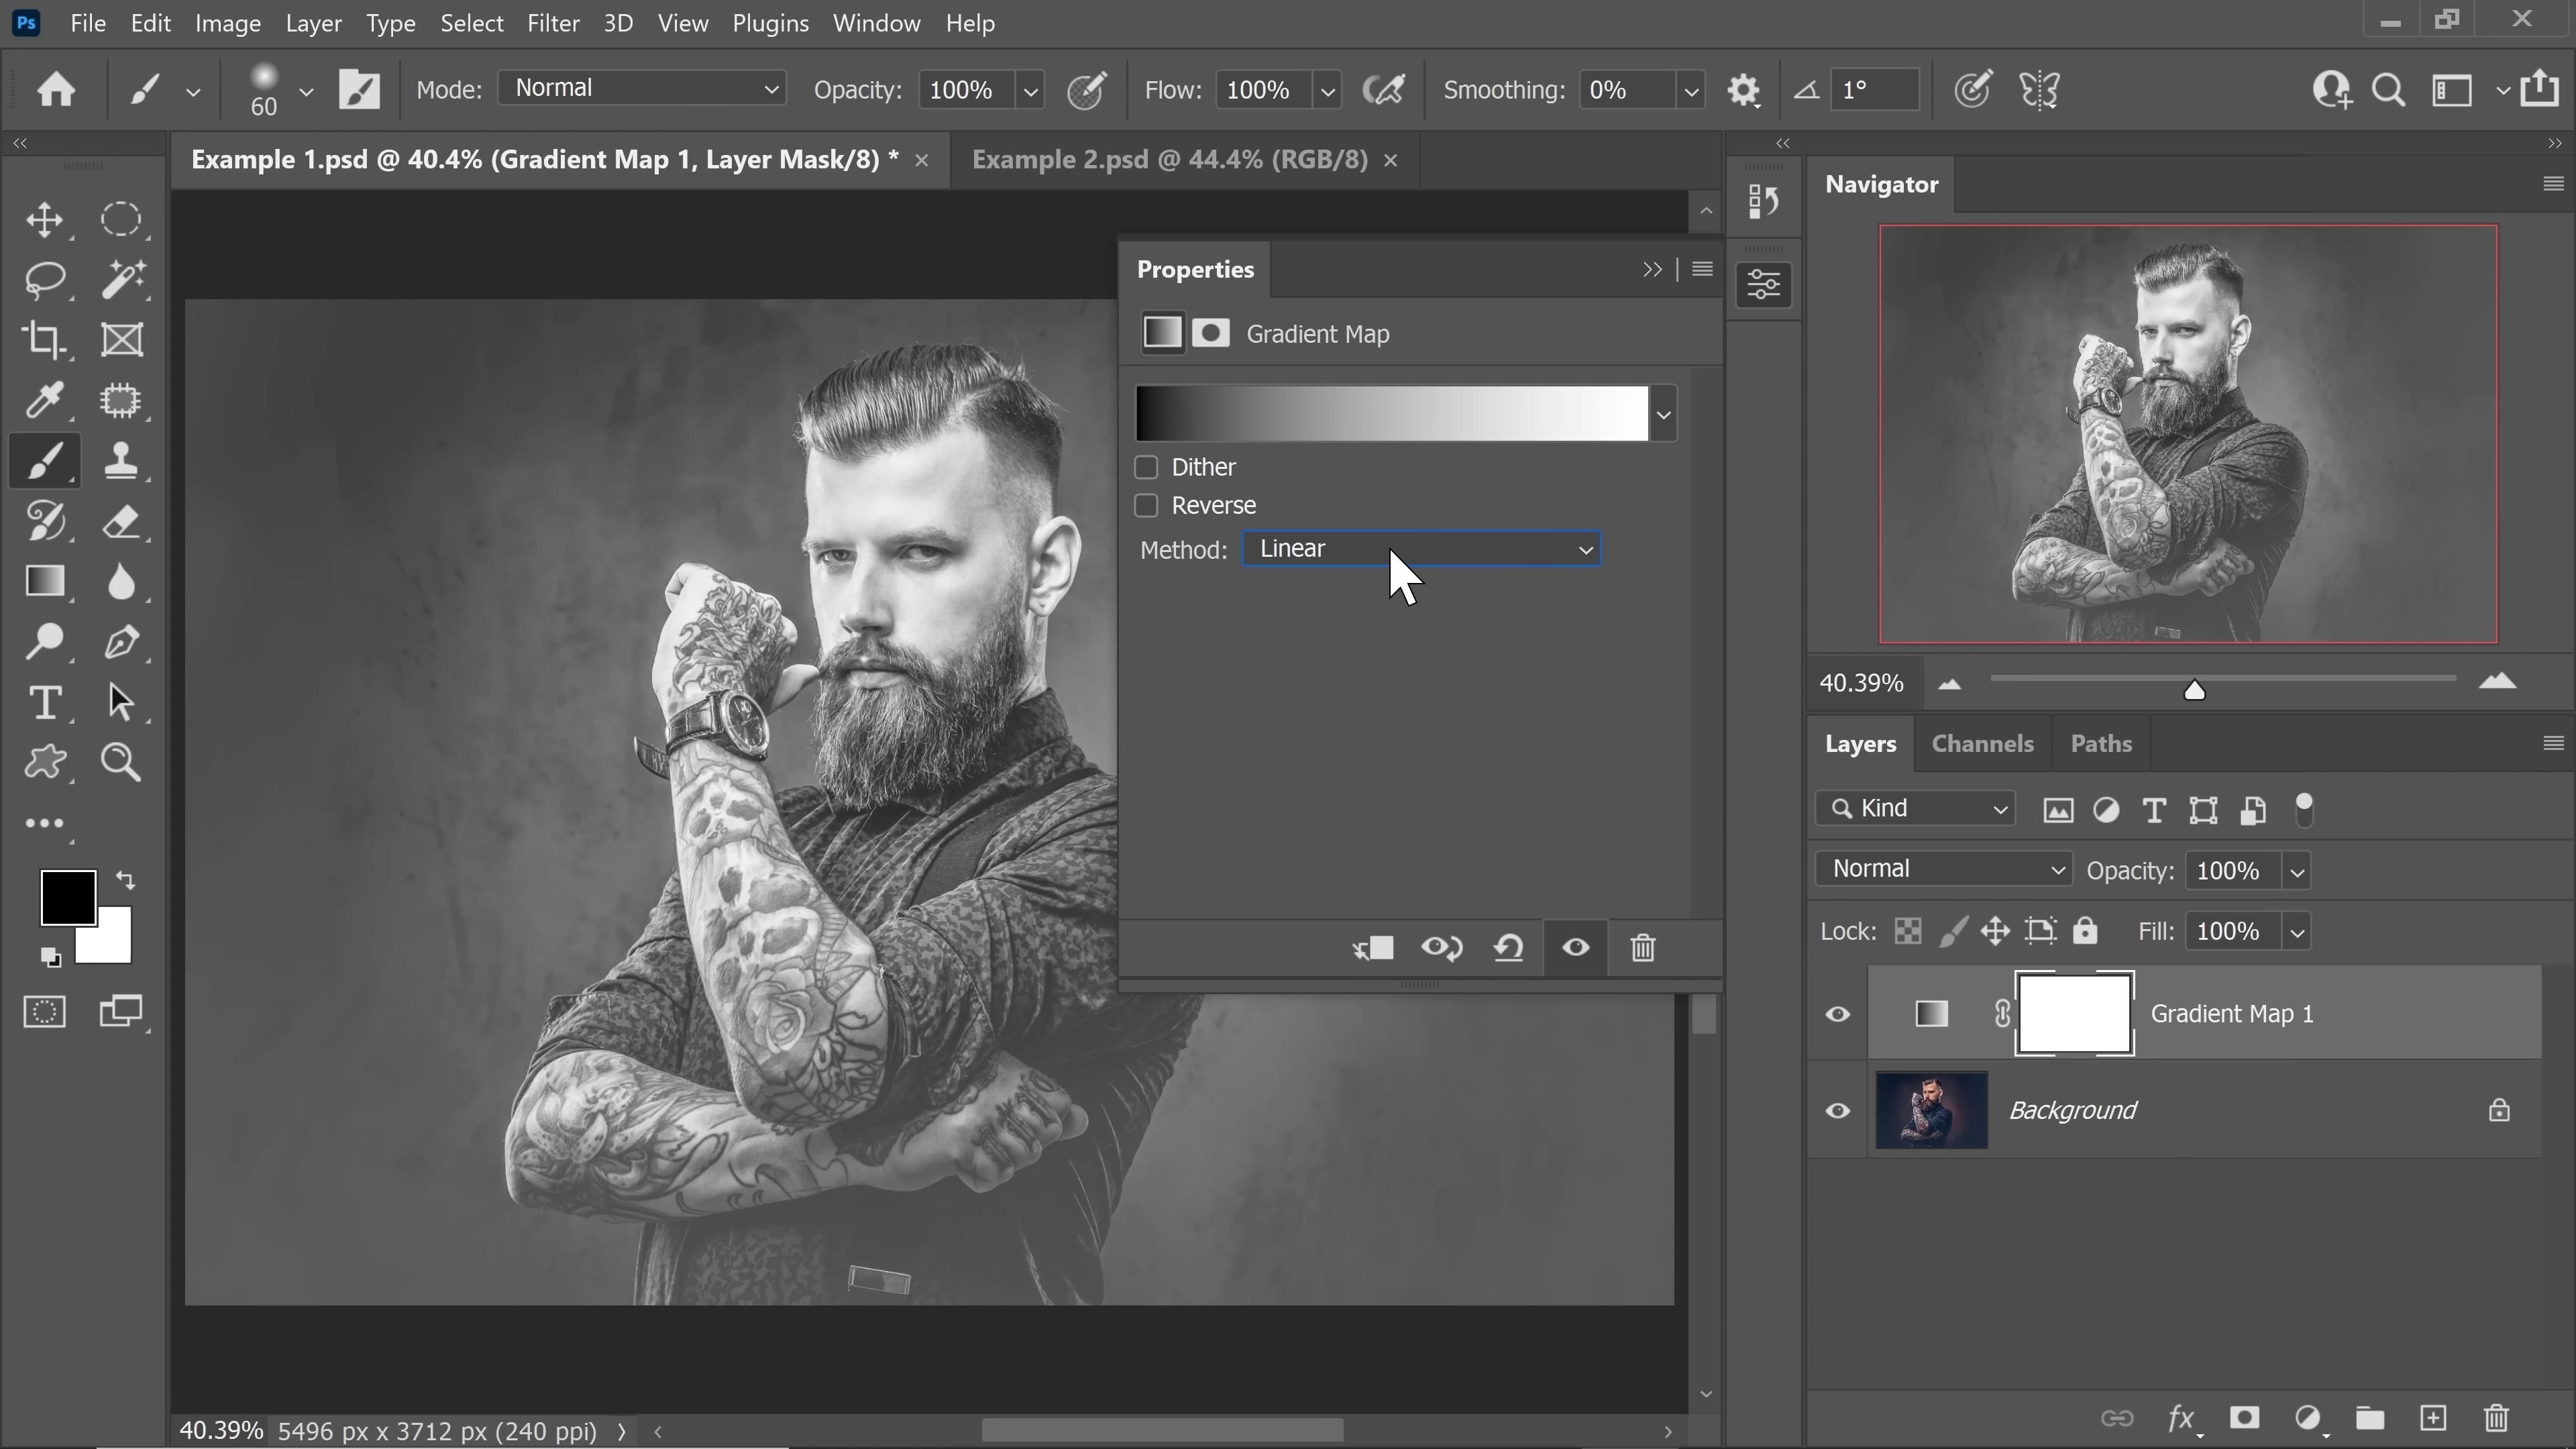 Ps File Edit Image Layer Type Select Filter 3D View Plugins Window Help
60 Mode: Normal Opacity: 100% Flow: 100% Smoothing: 0% 1°
Example 1.psd @ 40.4% (Gradient Map 1, Layer Mask/8) * Example 2.psd @ 44.4% (RGB/8)
Navigator
Properties
Gradient Map
Dither
Reverse
Method: Linear
40.39%
Layers Channels Paths
Kind
Normal Opacity: 100%
Lock: Fill: 100%
Gradient Map 1
Background
fx
40.39% 5496 px x 3712 px (240 ppi)